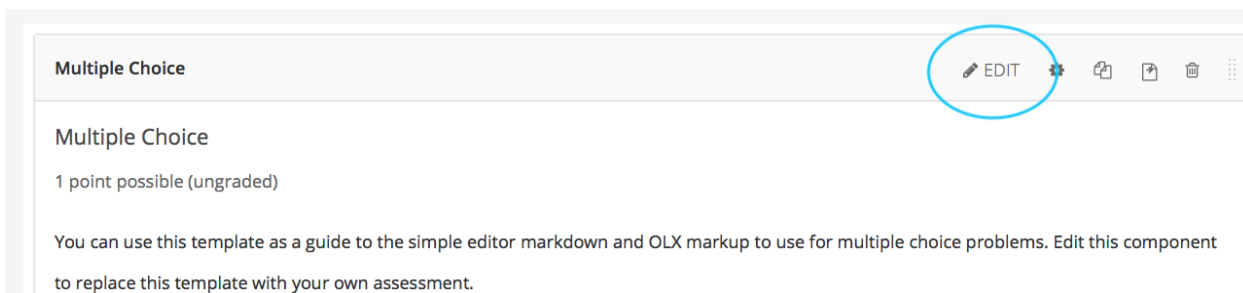 Multiple Choice EDIT
Multiple Choice
1 point possible (ungraded)
You can use this template as a guide to the simple editor markdown and OLX markup to use for multiple choice problems. Edit this component
to replace this template with your own assessment.